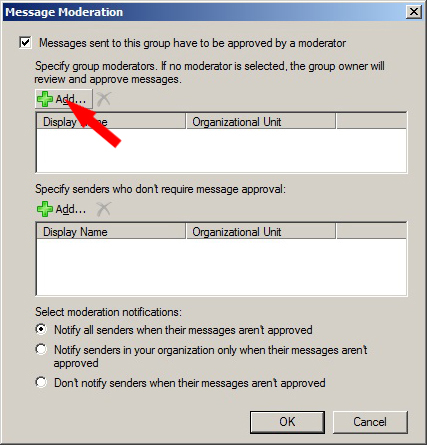 Message Moderation
Messages sent to this group have to be approved by a moderator
Specify group moderators. If no moderator is selected, the group owner will
review and approve messages.
Add...
Display Name Organizational Unit
Specify senders who don't require message approval:
Add...
Display Name Organizational Unit
Select moderation notifications:
Notify all senders when their messages aren't approved
Notify senders in your organization only when their messages aren't
approved
Don't notify senders when their messages aren't approved
OK Cancel